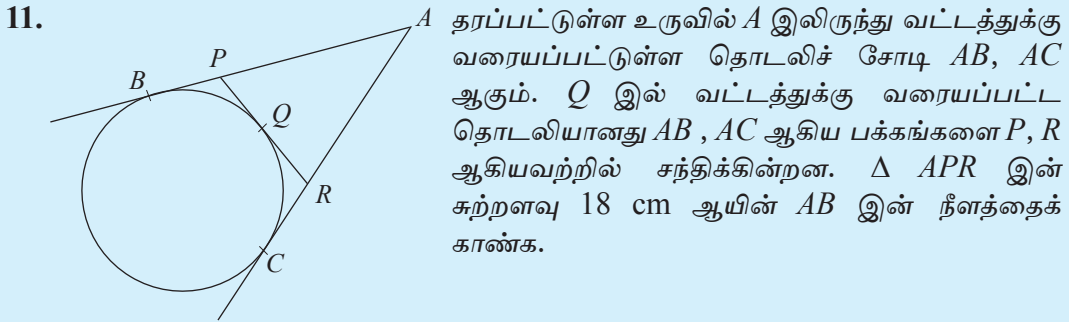 11.
A
P
B
Q
R
C
தரப்பட்டுள்ள உருவில் A இலிருந்து வட்டத்துக்கு
வரையப்பட்டுள்ள தொடலிச் சோடி AB, AC
ஆகும். Q இல் வட்டத்துக்கு வரையப்பட்ட
தொடலியானது AB , AC ஆகிய பக்கங்களை P, R
ஆகியவற்றில் சந்திக்கின்றன. Δ APR இன்
சுற்றளவு 18 cm ஆயின் AB இன் நீளத்தைக்
காண்க.